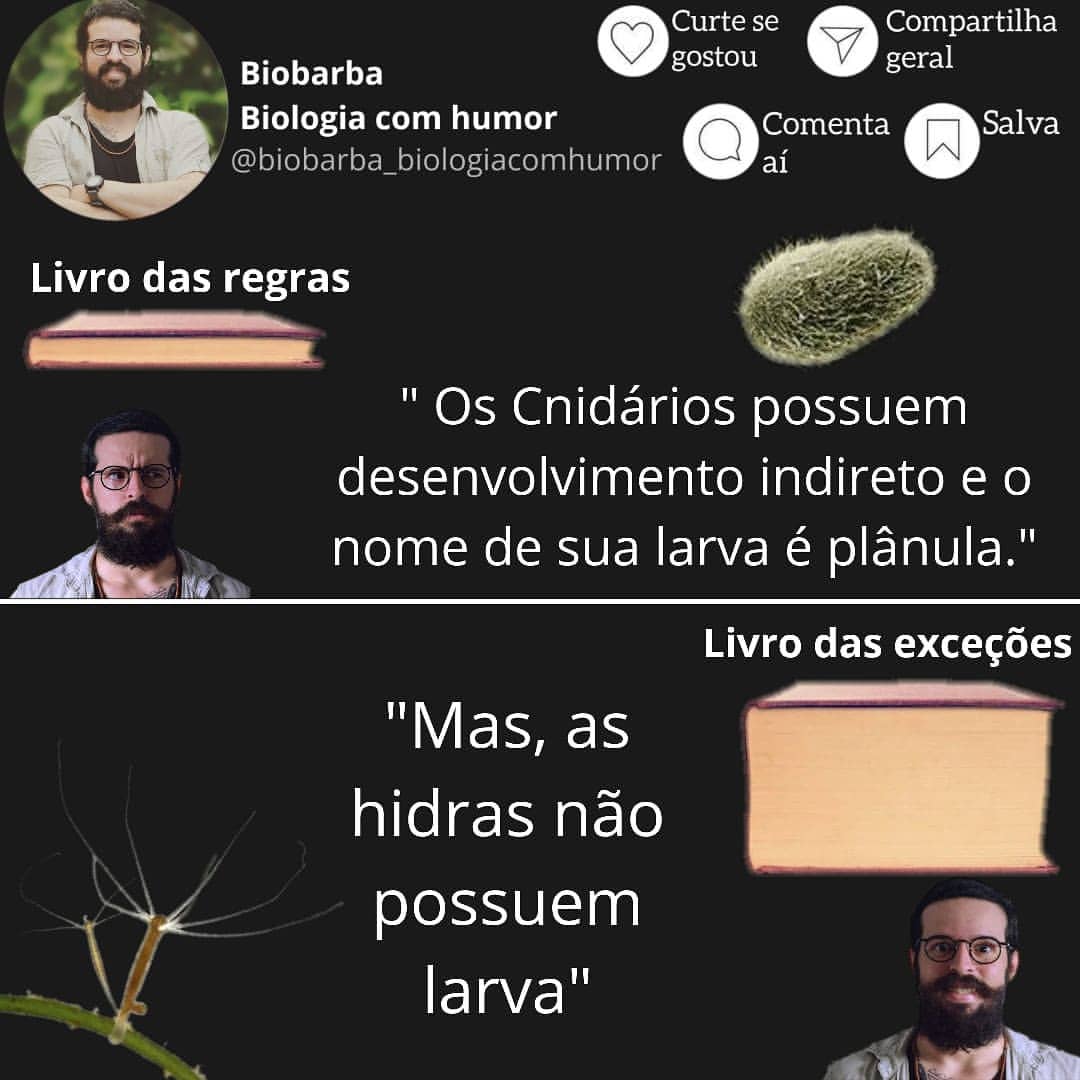 Biobarba
Biologia com humor
@biobarba_biologiacomhumor
Curte se
gostou
Compartilha
geral
Comenta
aí
Salva
Livro das regras
" Os Cnidários possuem
desenvolvimento indireto e o
nome de sua larva é plânula."
Livro das exceções
"Mas, as
hidras não
possuem
larva"